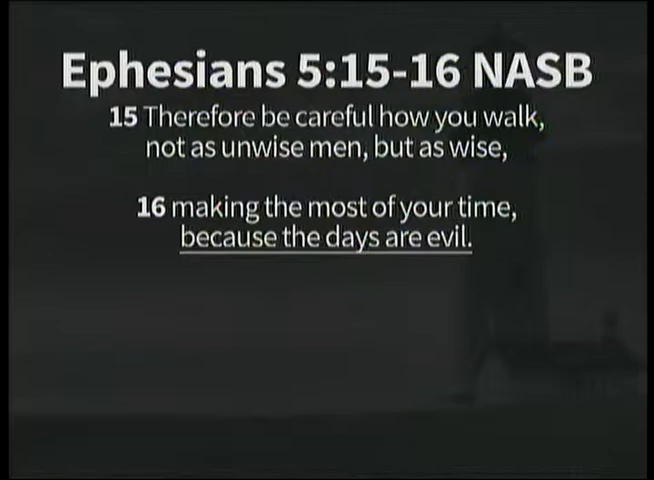 Ephesians 5:15-16 NASB
15 Therefore be careful how you walk,
not as unwise men, but as wise,
16 making the most of your time,
because the days are evil.